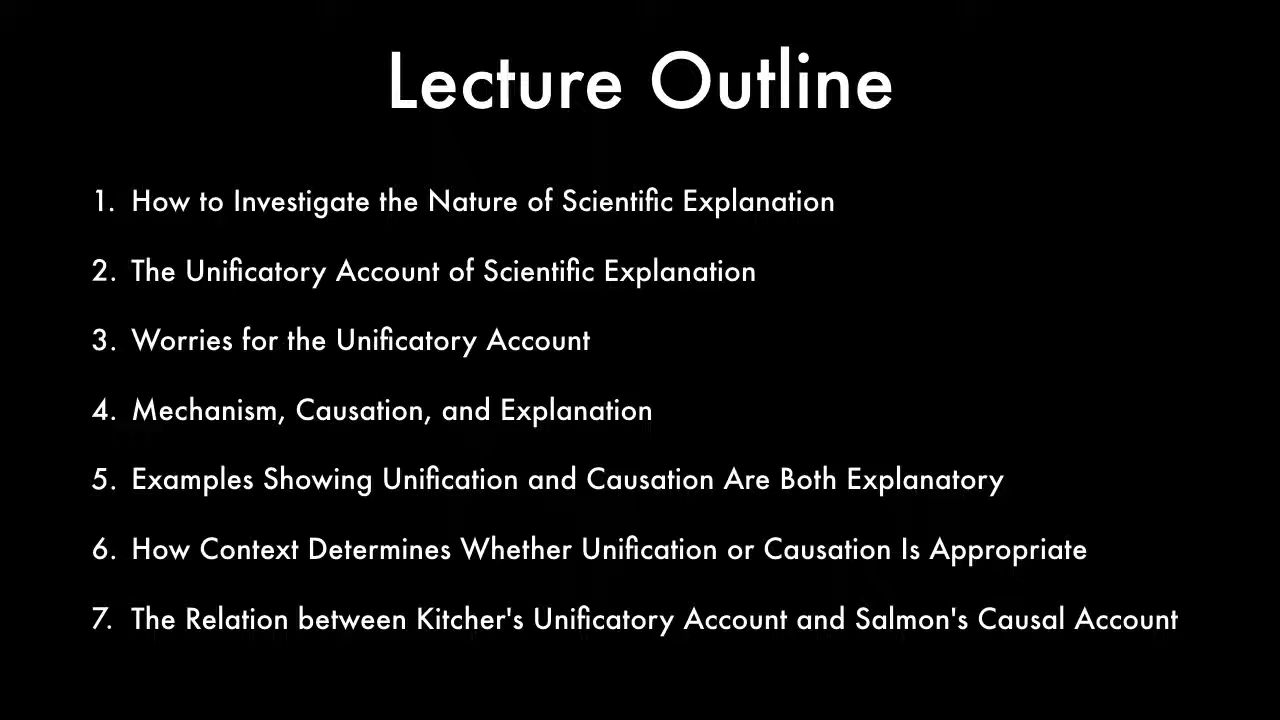 Lecture Outline
1. How to Investigate the Nature of Scientific Explanation
2. The Unificatory Account of Scientific Explanation
3. Worries for the Unificatory Account
4. Mechanism, Causation, and Explanation
5. Examples Showing Unification and Causation Are Both Explanatory
6. How Context Determines Whether Unification or Causation Is Appropriate
7. The Relation between Kitcher's Unificatory Account and Salmon's Causal Account